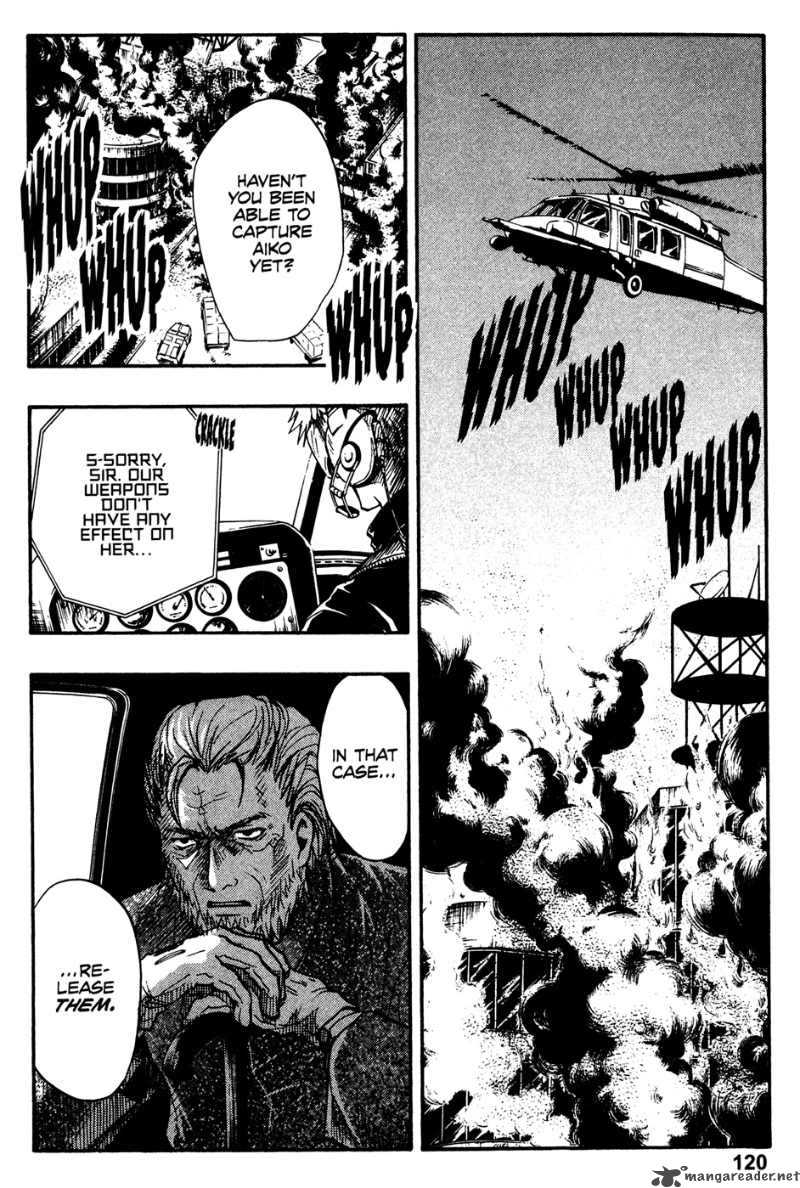 WHUP
WHUP
WHUP
WHUP
WHUP
WHUP
WHUP
HAVEN'T
YOU BEEN
ABLE TO
CAPTURE
AIKO
YET?
CRACKLE
S-SORRY,
SIR. OUR
WEAPONS
DON'T
HAVE ANY
EFFECT ON
HER...
IN THAT
CASE...
...RE-
LEASE
THEM.
120
mangareader.net